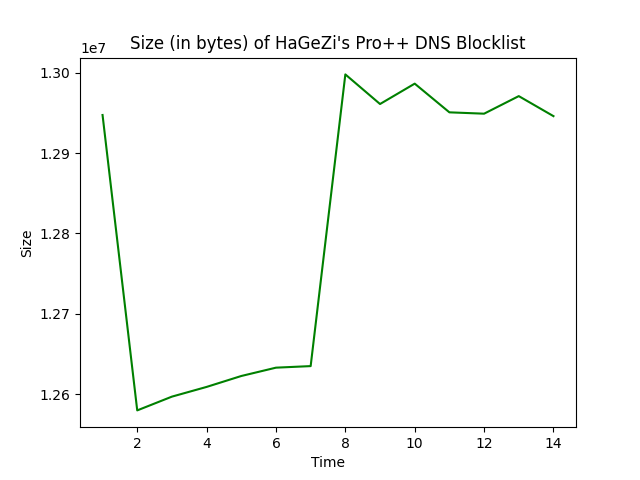 Size (in bytes) of HaGeZi's Pro++ DNS Blocklist
1e7
1.30
1.29
1.28
1.27
1.26
Size
2 4 6 8 10 12 14
Time